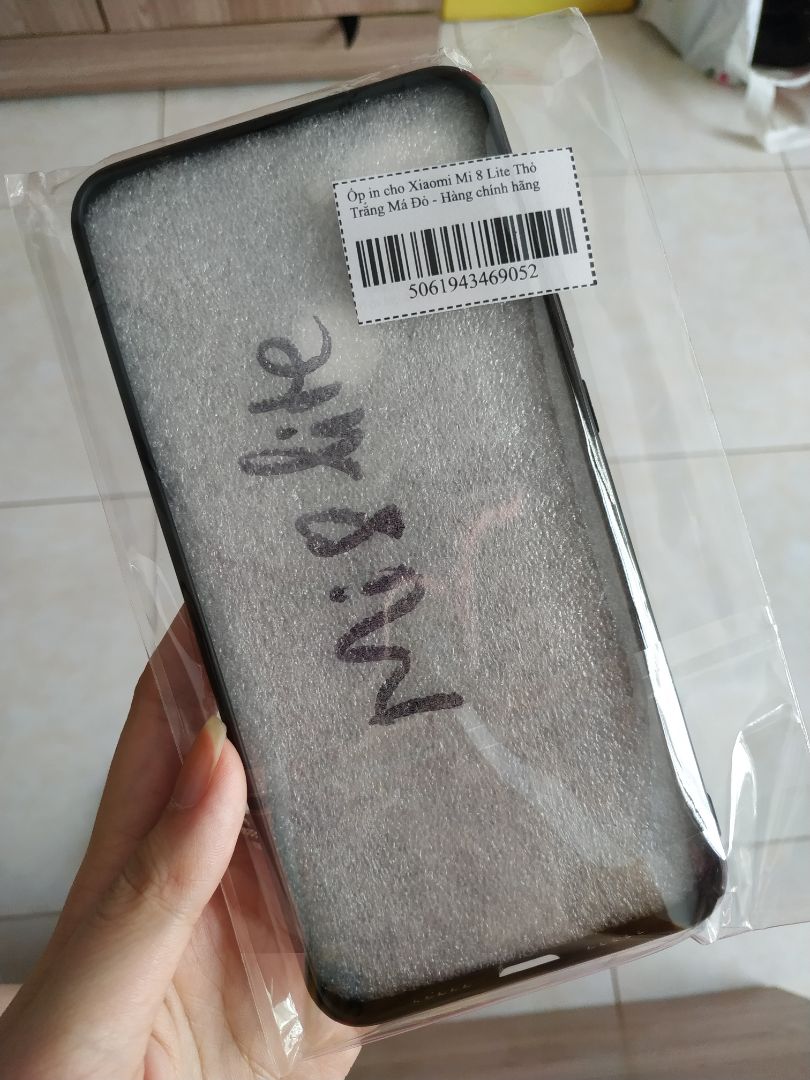 Ốp in cho Xiaomi Mi 8 Lite Thỏ
Trắng Má Đỏ - Hàng chính hãng
5061943469052
Mi 8 lite